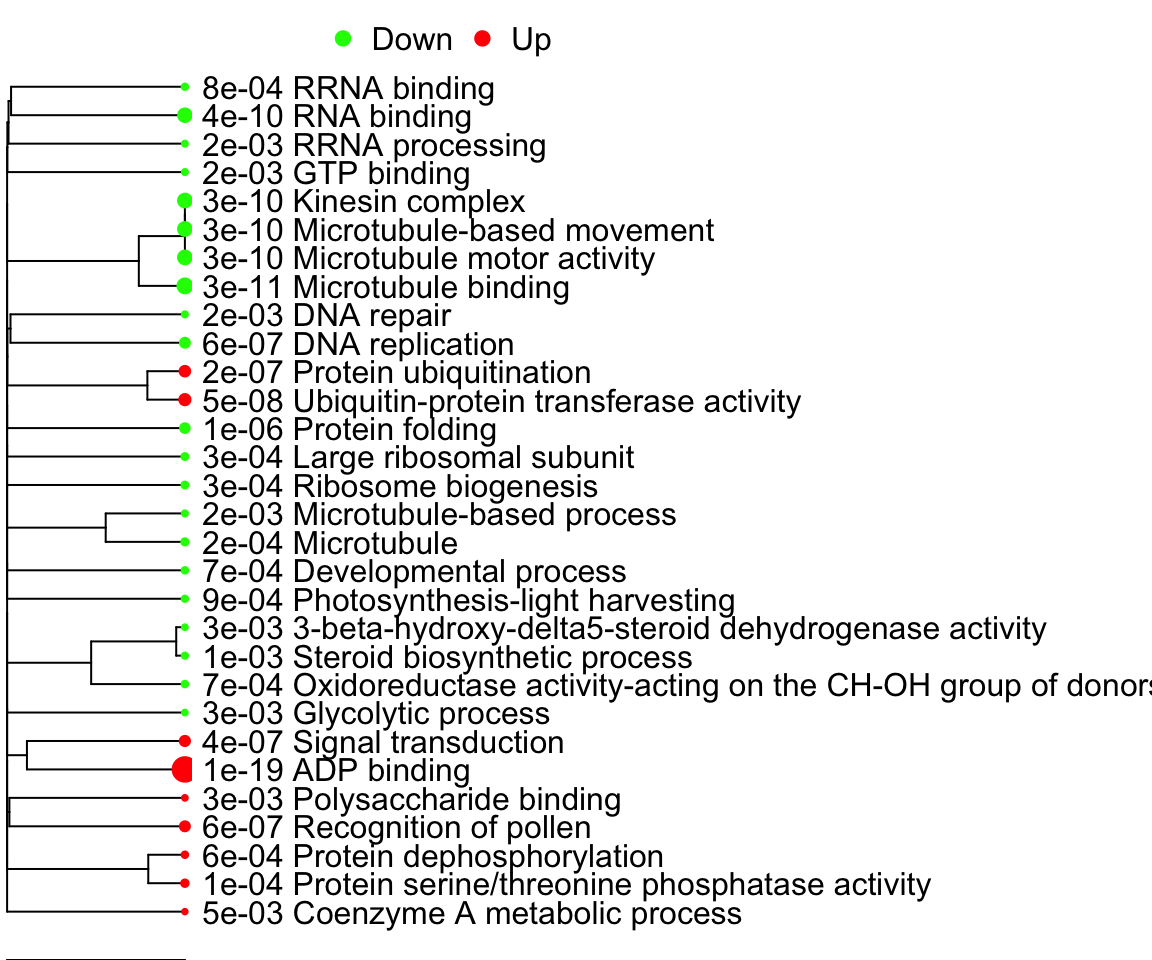 Down Up
8e-04 RRNA binding
4e-10 RNA binding
2e-03 RRNA processing
2e-03 GTP binding
3e-10 Kinesin complex
3e-10 Microtubule-based movement
3e-10 Microtubule motor activity
3e-11 Microtubule binding
2e-03 DNA repair
6e-07 DNA replication
2e-07 Protein ubiquitination
5e-08 Ubiquitin-protein transferase activity
1e-06 Protein folding
3e-04 Large ribosomal subunit
3e-04 Ribosome biogenesis
2e-03 Microtubule-based process
2e-04 Microtubule
7e-04 Developmental process
9e-04 Photosynthesis-light harvesting
3e-03 3-beta-hydroxy-delta5-steroid dehydrogenase activity
1e-03 Steroid biosynthetic process
7e-04 Oxidoreductase activity-acting on the CH-OH group of donors
3e-03 Glycolytic process
4e-07 Signal transduction
1e-19 ADP binding
3e-03 Polysaccharide binding
6e-07 Recognition of pollen
6e-04 Protein dephosphorylation
1e-04 Protein serine/threonine phosphatase activity
5e-03 Coenzyme A metabolic process